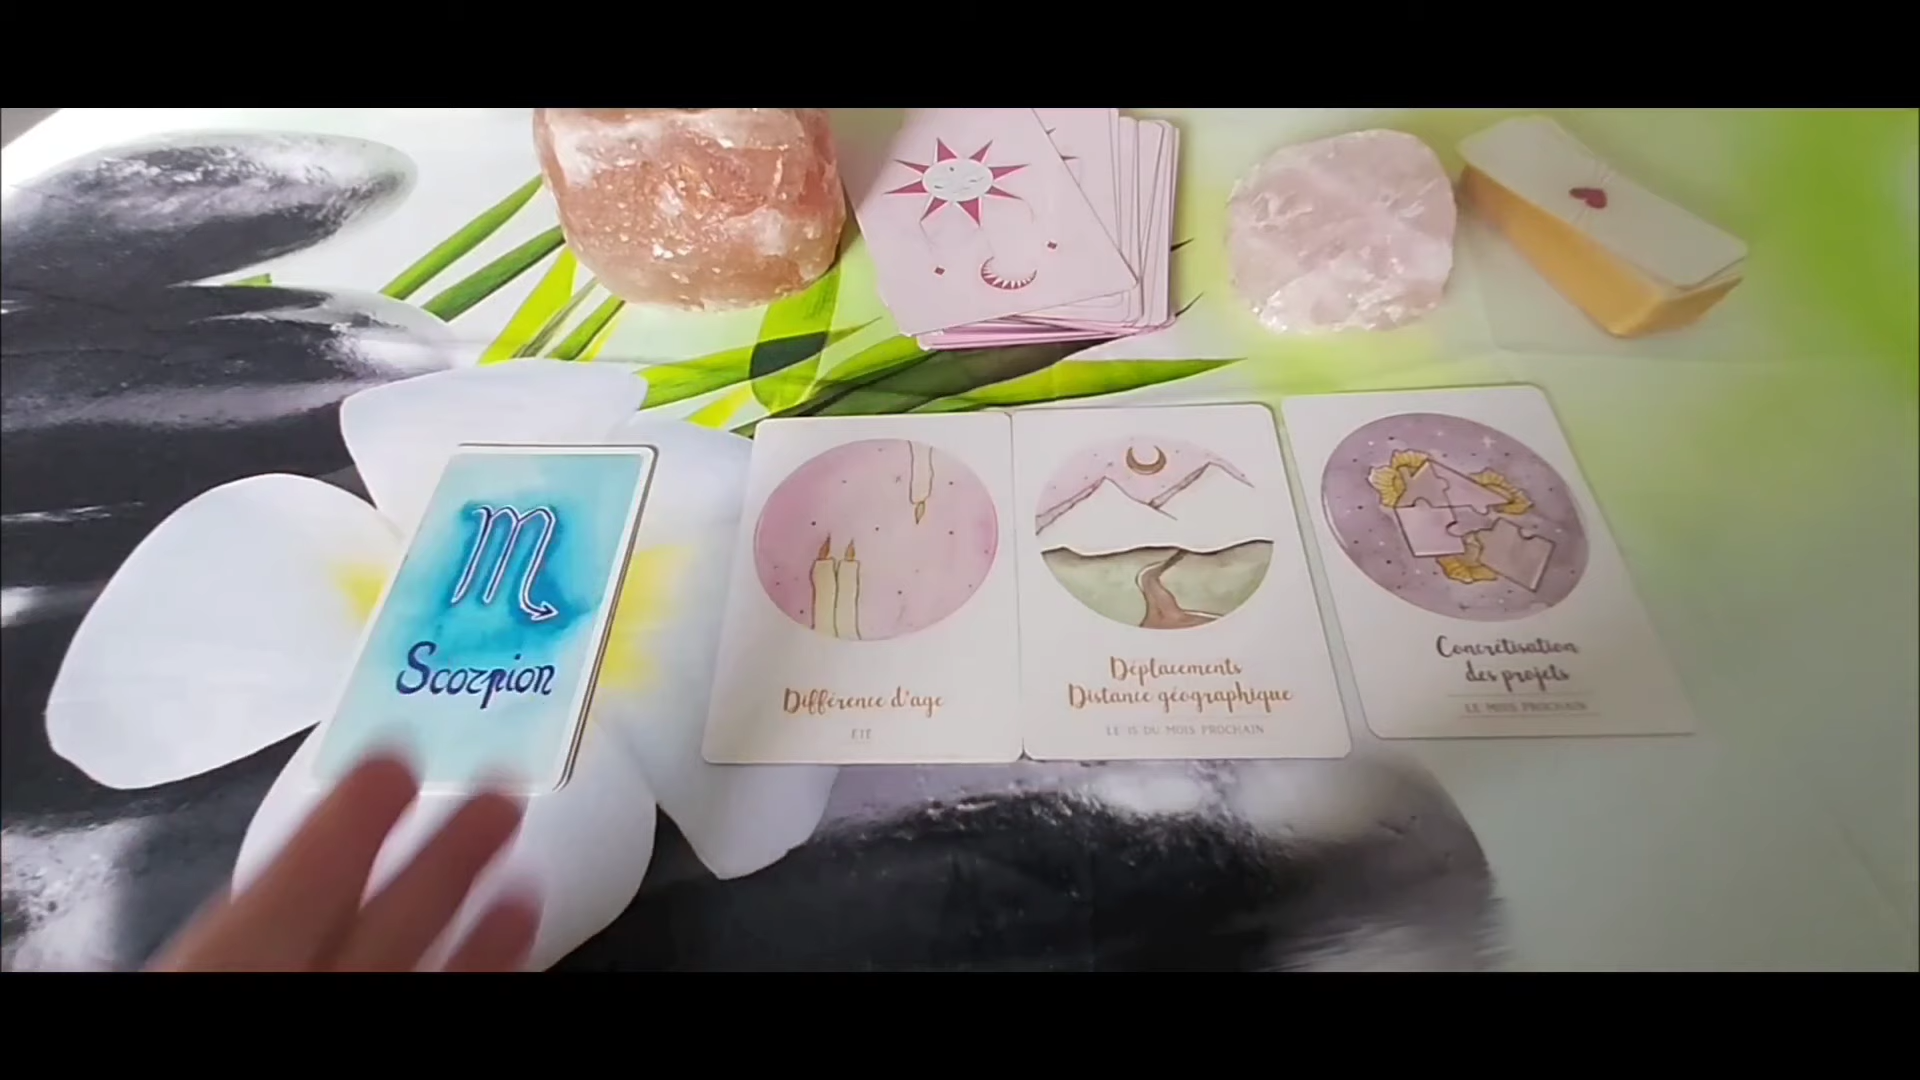 Scorpion
Différence d'age
ÉTÉ
Déplacements
Distance géographique
LE 15 DU MOIS PROCHAIN
Concrétisation
des projets
LE MOIS PROCHAIN